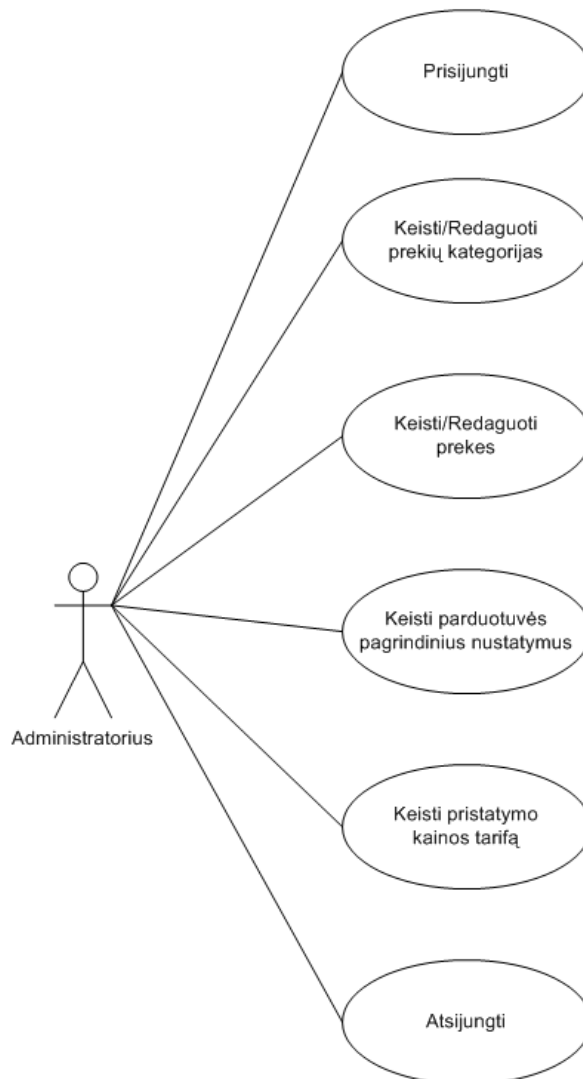 Prisijungti
Keisti/Redaguoti
prekių kategorijas
Keisti/Redaguoti
prekes
Keisti parduotuvės
pagrindinius nustatymus
Administratorius
Keisti pristatymo
kainos tarifą
Atsijungti